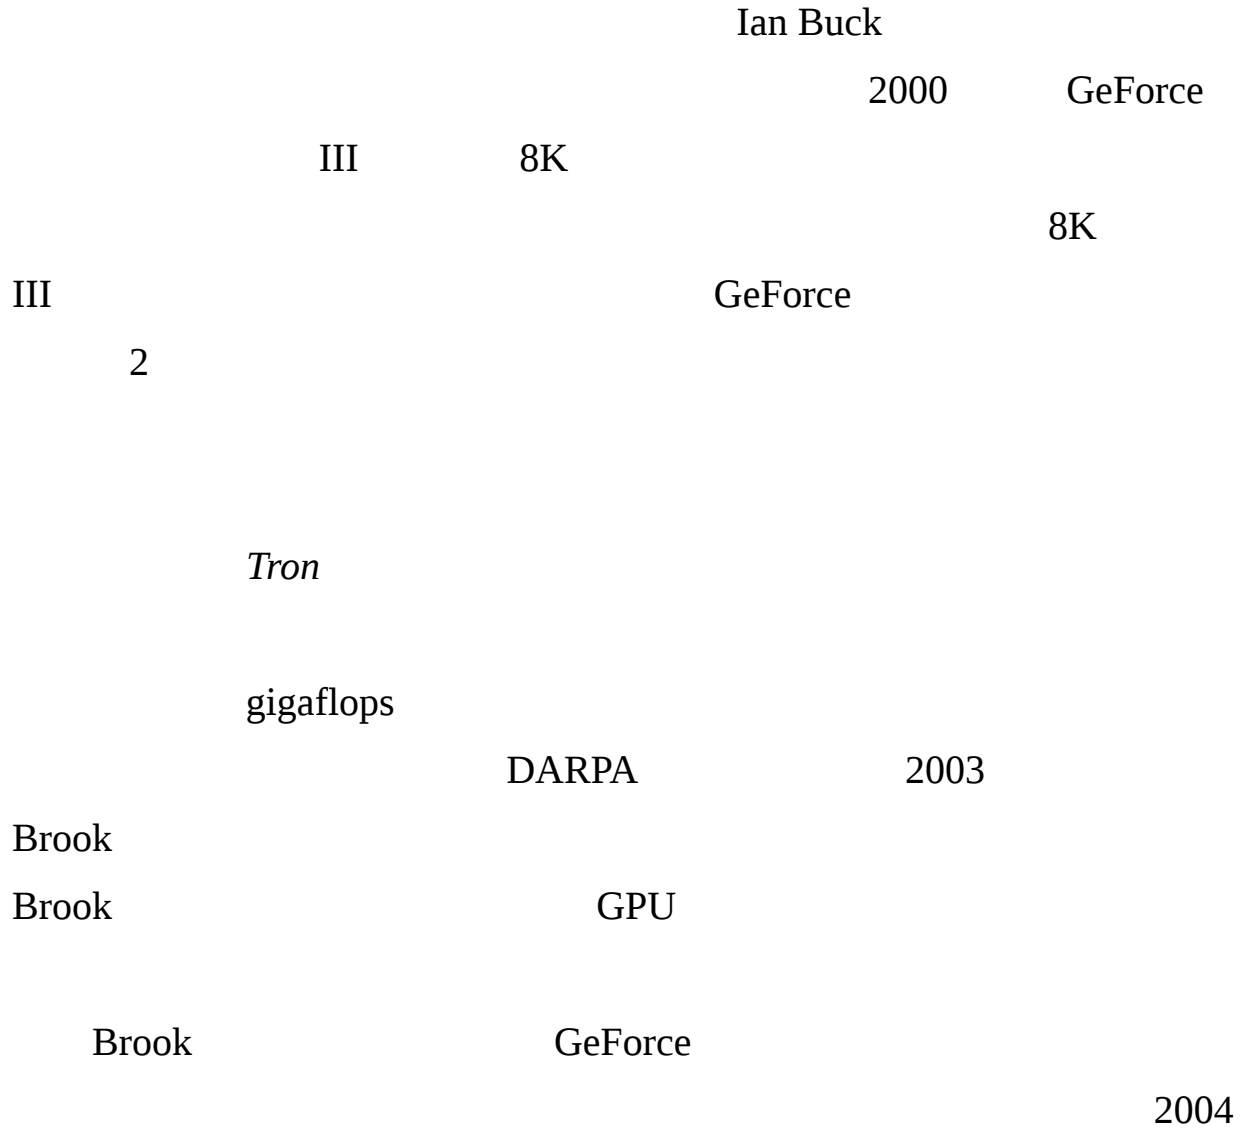 Ian Buck
2000 GeForce
III 8K
8K
III GeForce
2
Tron
gigaflops
DARPA 2003
Brook
Brook GPU
Brook GeForce
2004